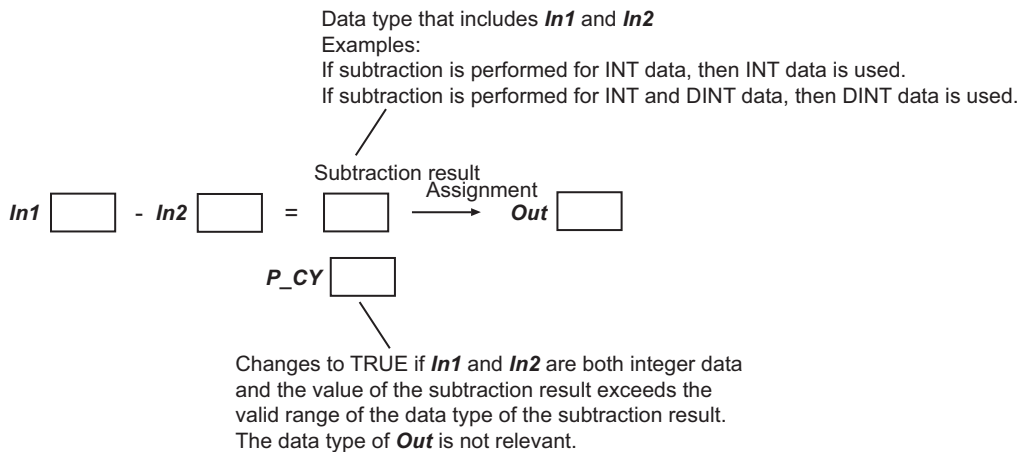 Data type that includes In1 and In2
Examples:
If subtraction is performed for INT data, then INT data is used.
If subtraction is performed for INT and DINT data, then DINT data is used.
Subtraction result
Assignment
In1 - In2 = Out
P_CY
Changes to TRUE if In1 and In2 are both integer data
and the value of the subtraction result exceeds the
valid range of the data type of the subtraction result.
The data type of Out is not relevant.